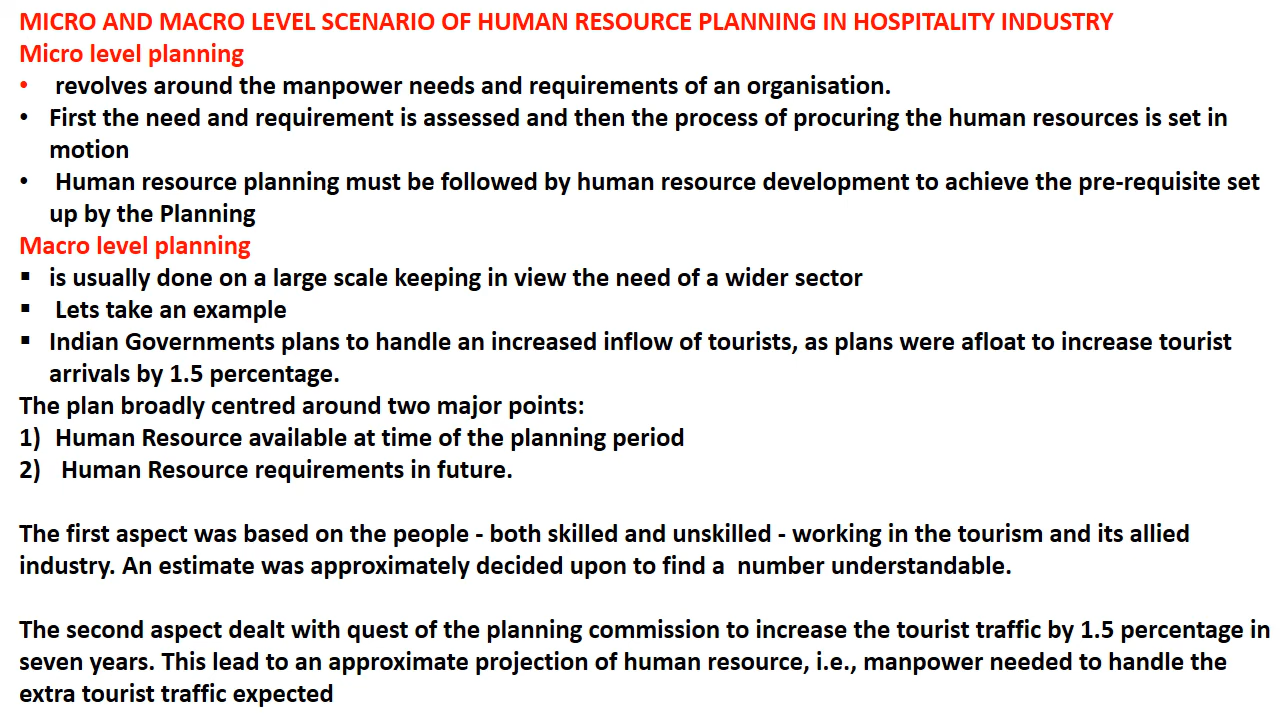 MICRO AND MACRO LEVEL SCENARIO OF HUMAN RESOURCE PLANNING IN HOSPITALITY INDUSTRY
Micro level planning
• revolves around the manpower needs and requirements of an organisation.
• First the need and requirement is assessed and then the process of procuring the human resources is set in
motion
• Human resource planning must be followed by human resource development to achieve the pre-requisite set
up by the Planning
Macro level planning
▪ is usually done on a large scale keeping in view the need of a wider sector
▪ Lets take an example
▪ Indian Governments plans to handle an increased inflow of tourists, as plans were afloat to increase tourist
arrivals by 1.5 percentage.
The plan broadly centred around two major points:
1) Human Resource available at time of the planning period
2) Human Resource requirements in future.
The first aspect was based on the people - both skilled and unskilled - working in the tourism and its allied
industry. An estimate was approximately decided upon to find a number understandable.
The second aspect dealt with quest of the planning commission to increase the tourist traffic by 1.5 percentage in
seven years. This lead to an approximate projection of human resource, i.e., manpower needed to handle the
extra tourist traffic expected